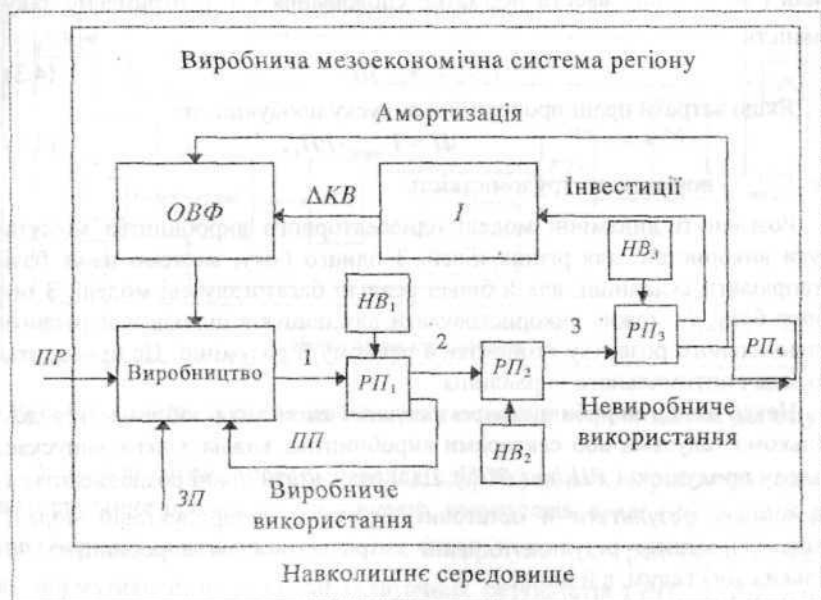 Виробнича мезоекономічна система регіону
Амортизація
ОВФ
ΔКВ
І
Інвестиції
НВ₁
НВ₃
ПР
Виробництво
1
РП₁
2
РП₂
3
РП₃
РП₄
Невиробниче
використання
ПП
НВ₂
ЗП
Виробниче
використання
Навколишнє середовище